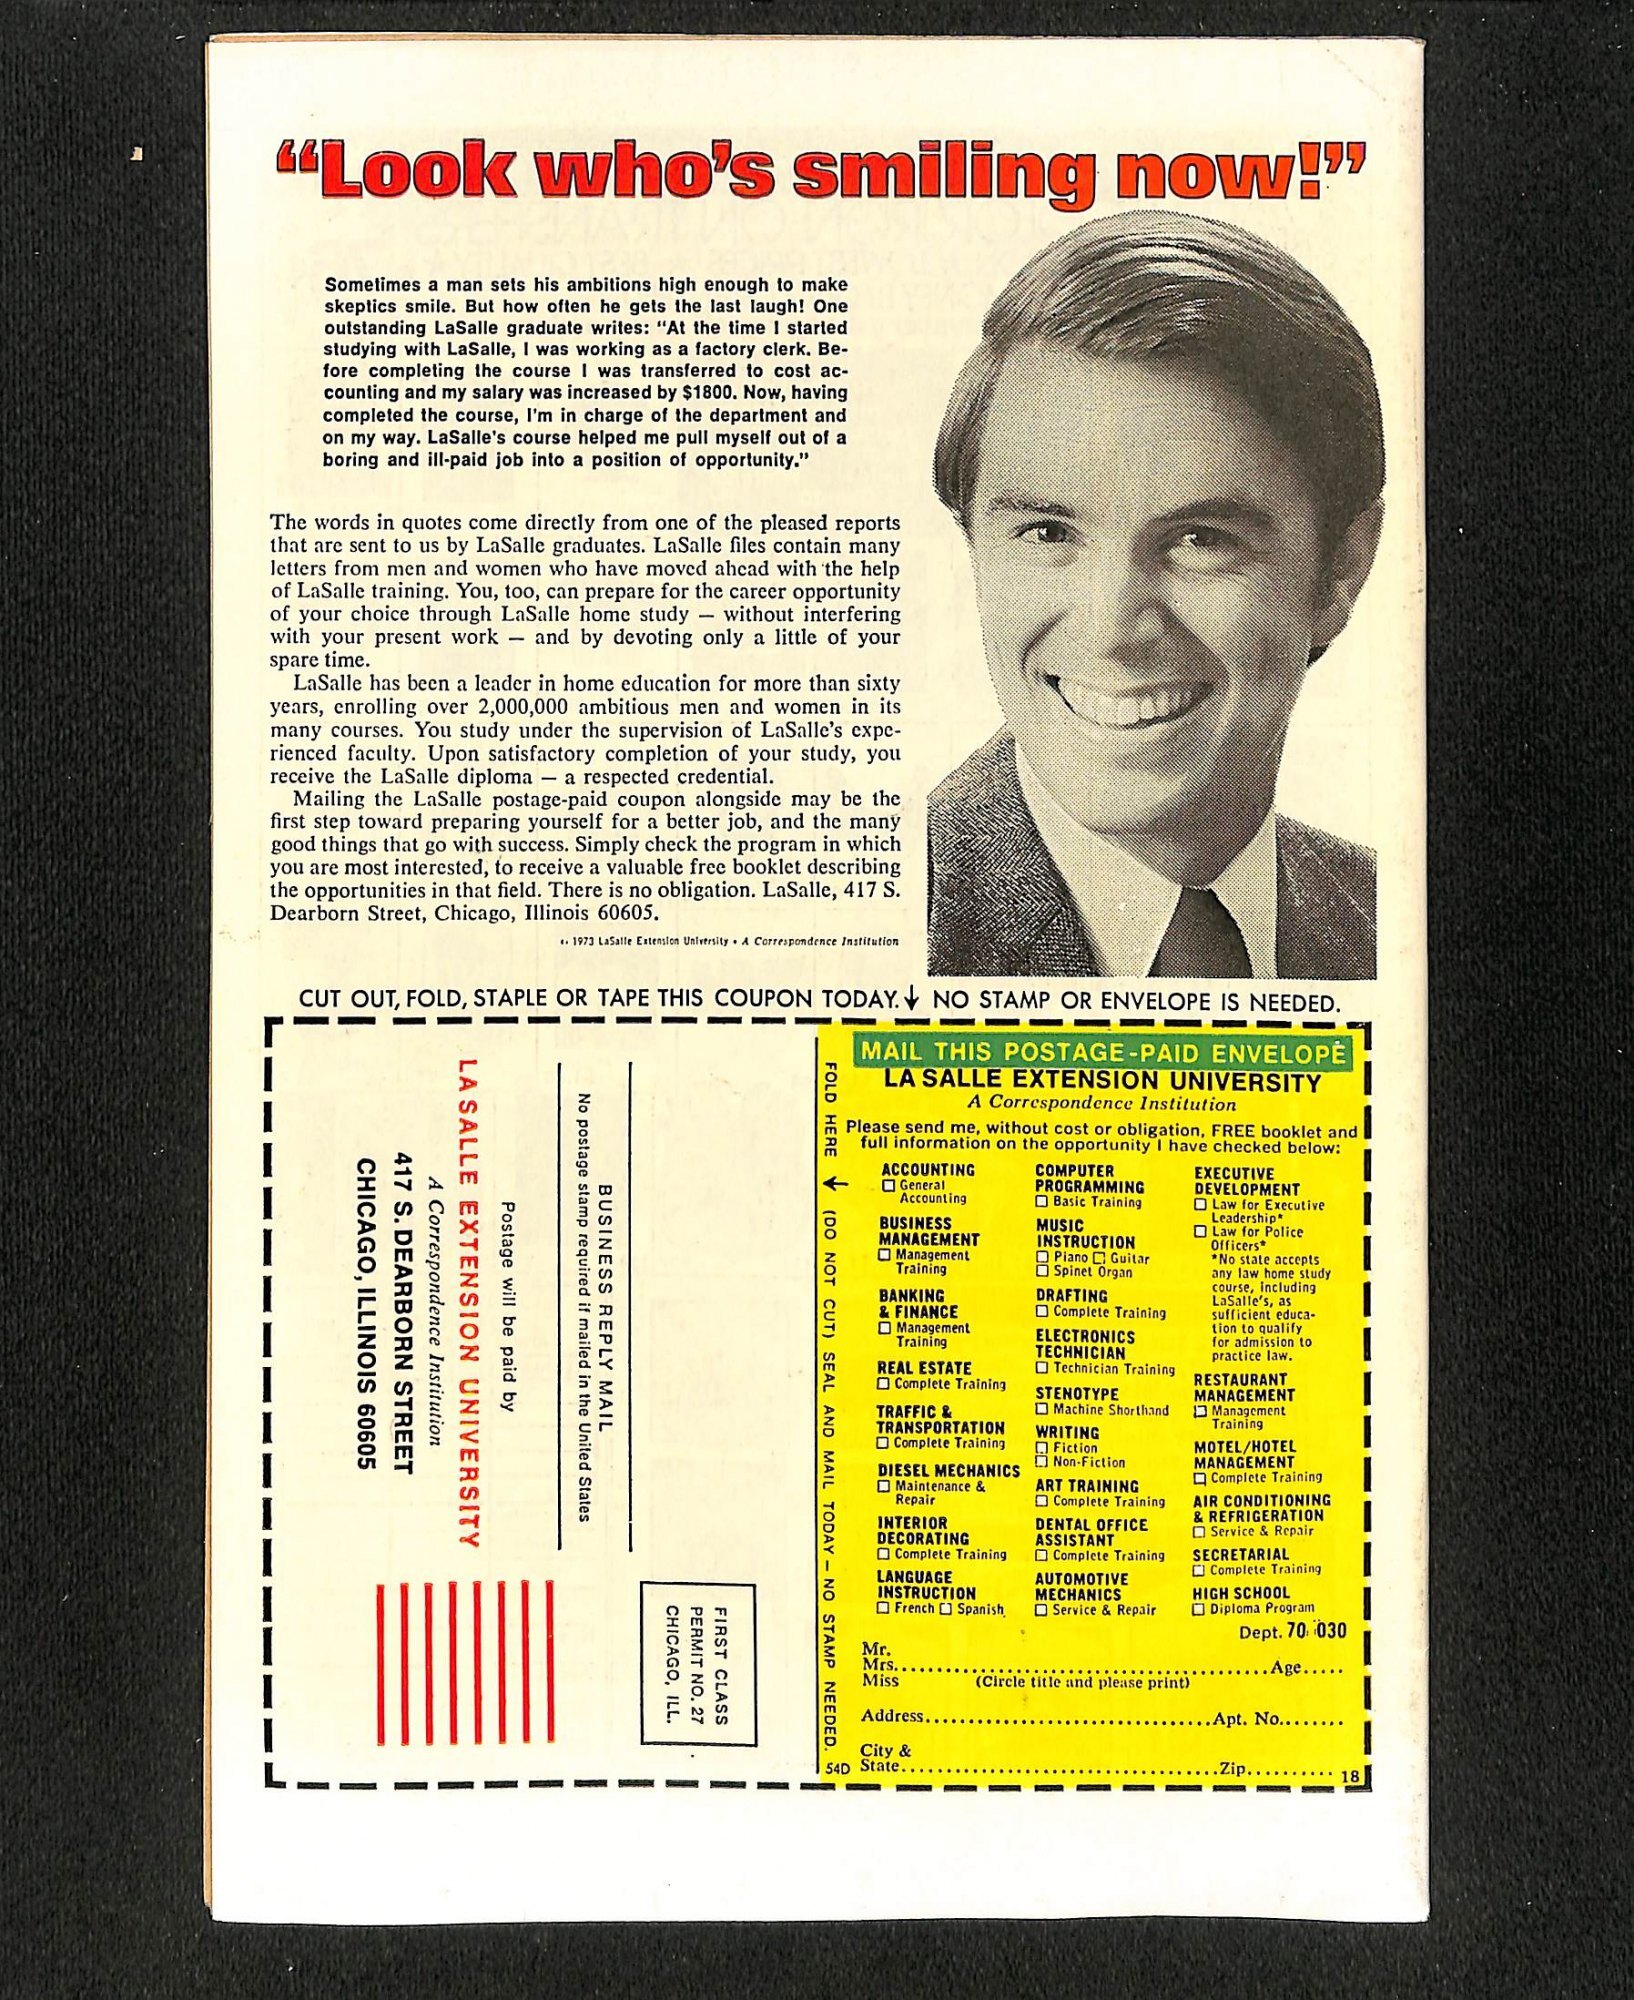 “Look who's smiling now!”
Sometimes a man sets his ambitions high enough to make
skeptics smile. But how often he gets the last laugh! One
outstanding LaSalle graduate writes: “At the time I started
studying with LaSalle, I was working as a factory clerk. Be-
fore completing the course I was transferred to cost ac-
counting and my salary was increased by $1800. Now, having
completed the course, I'm in charge of the department and
on my way. LaSalle's course helped me pull myself out of a
boring and ill-paid job into a position of opportunity.”
The words in quotes come directly from one of the pleased reports
that are sent to us by LaSalle graduates. LaSalle files contain many
letters from men and women who have moved ahead with the help
of LaSalle training. You, too, can prepare for the career opportunity
of your choice through LaSalle home study — without interfering
with your present work — and by devoting only a little of your
spare time.
LaSalle has been a leader in home education for more than sixty
years, enrolling over 2,000,000 ambitious men and women in its
many courses. You study under the supervision of LaSalle's expe-
rienced faculty. Upon satisfactory completion of your study, you
receive the LaSalle diploma — a respected credential.
Mailing the LaSalle postage-paid coupon alongside may be the
first step toward preparing yourself for a better job, and the many
good things that go with success. Simply check the program in which
you are most interested, to receive a valuable free booklet describing
the opportunities in that field. There is no obligation. LaSalle, 417 S.
Dearborn Street, Chicago, Illinois 60605.
1973 LaSalle Extension University • A Correspondence Institution
CUT OUT, FOLD, STAPLE OR TAPE THIS COUPON TODAY.↓ NO STAMP OR ENVELOPE IS NEEDED.
FIRST CLASS
PERMIT NO. 27
CHICAGO, ILL.
BUSINESS REPLY MAIL
No postage stamp required if mailed in the United States
Postage will be paid by
LA SALLE EXTENSION UNIVERSITY
A Correspondence Institution
417 S. DEARBORN STREET
CHICAGO, ILLINOIS 60605
FOLD HERE ↓ (DO NOT CUT) SEAL AND MAIL TODAY — NO STAMP NEEDED.
MAIL THIS POSTAGE-PAID ENVELOPE
LA SALLE EXTENSION UNIVERSITY
A Correspondence Institution
Please send me, without cost or obligation, FREE booklet and
full information on the opportunity I have checked below:
ACCOUNTING
☐ General
Accounting
BUSINESS
MANAGEMENT
☐ Management
Training
BANKING
& FINANCE
☐ Management
Training
REAL ESTATE
☐ Complete Training
TRAFFIC &
TRANSPORTATION
☐ Complete Training
DIESEL MECHANICS
☐ Maintenance &
Repair
INTERIOR
DECORATING
☐ Complete Training
LANGUAGE
INSTRUCTION
☐ French ☐ Spanish
COMPUTER
PROGRAMMING
☐ Basic Training
MUSIC
INSTRUCTION
☐ Piano ☐ Guitar
☐ Spinet Organ
DRAFTING
☐ Complete Training
ELECTRONICS
TECHNICIAN
☐ Technician Training
STENOTYPE
☐ Machine Shorthand
WRITING
☐ Fiction
☐ Non-Fiction
ART TRAINING
☐ Complete Training
DENTAL OFFICE
ASSISTANT
☐ Complete Training
AUTOMOTIVE
MECHANICS
☐ Service & Repair
EXECUTIVE
DEVELOPMENT
☐ Law for Executive
Leadership*
☐ Law for Police
Officers*
*No state accepts
any law home study
course, including
LaSalle's, as
sufficient educa-
tion to qualify
for admission to
practice law.
RESTAURANT
MANAGEMENT
☐ Management
Training
MOTEL/HOTEL
MANAGEMENT
☐ Complete Training
AIR CONDITIONING
& REFRIGERATION
☐ Service & Repair
SECRETARIAL
☐ Complete Training
HIGH SCHOOL
☐ Diploma Program
Dept. 70-030
Mr.
Mrs. Age
Miss (Circle title and please print)
Address Apt. No.
City &
State Zip
54D
18